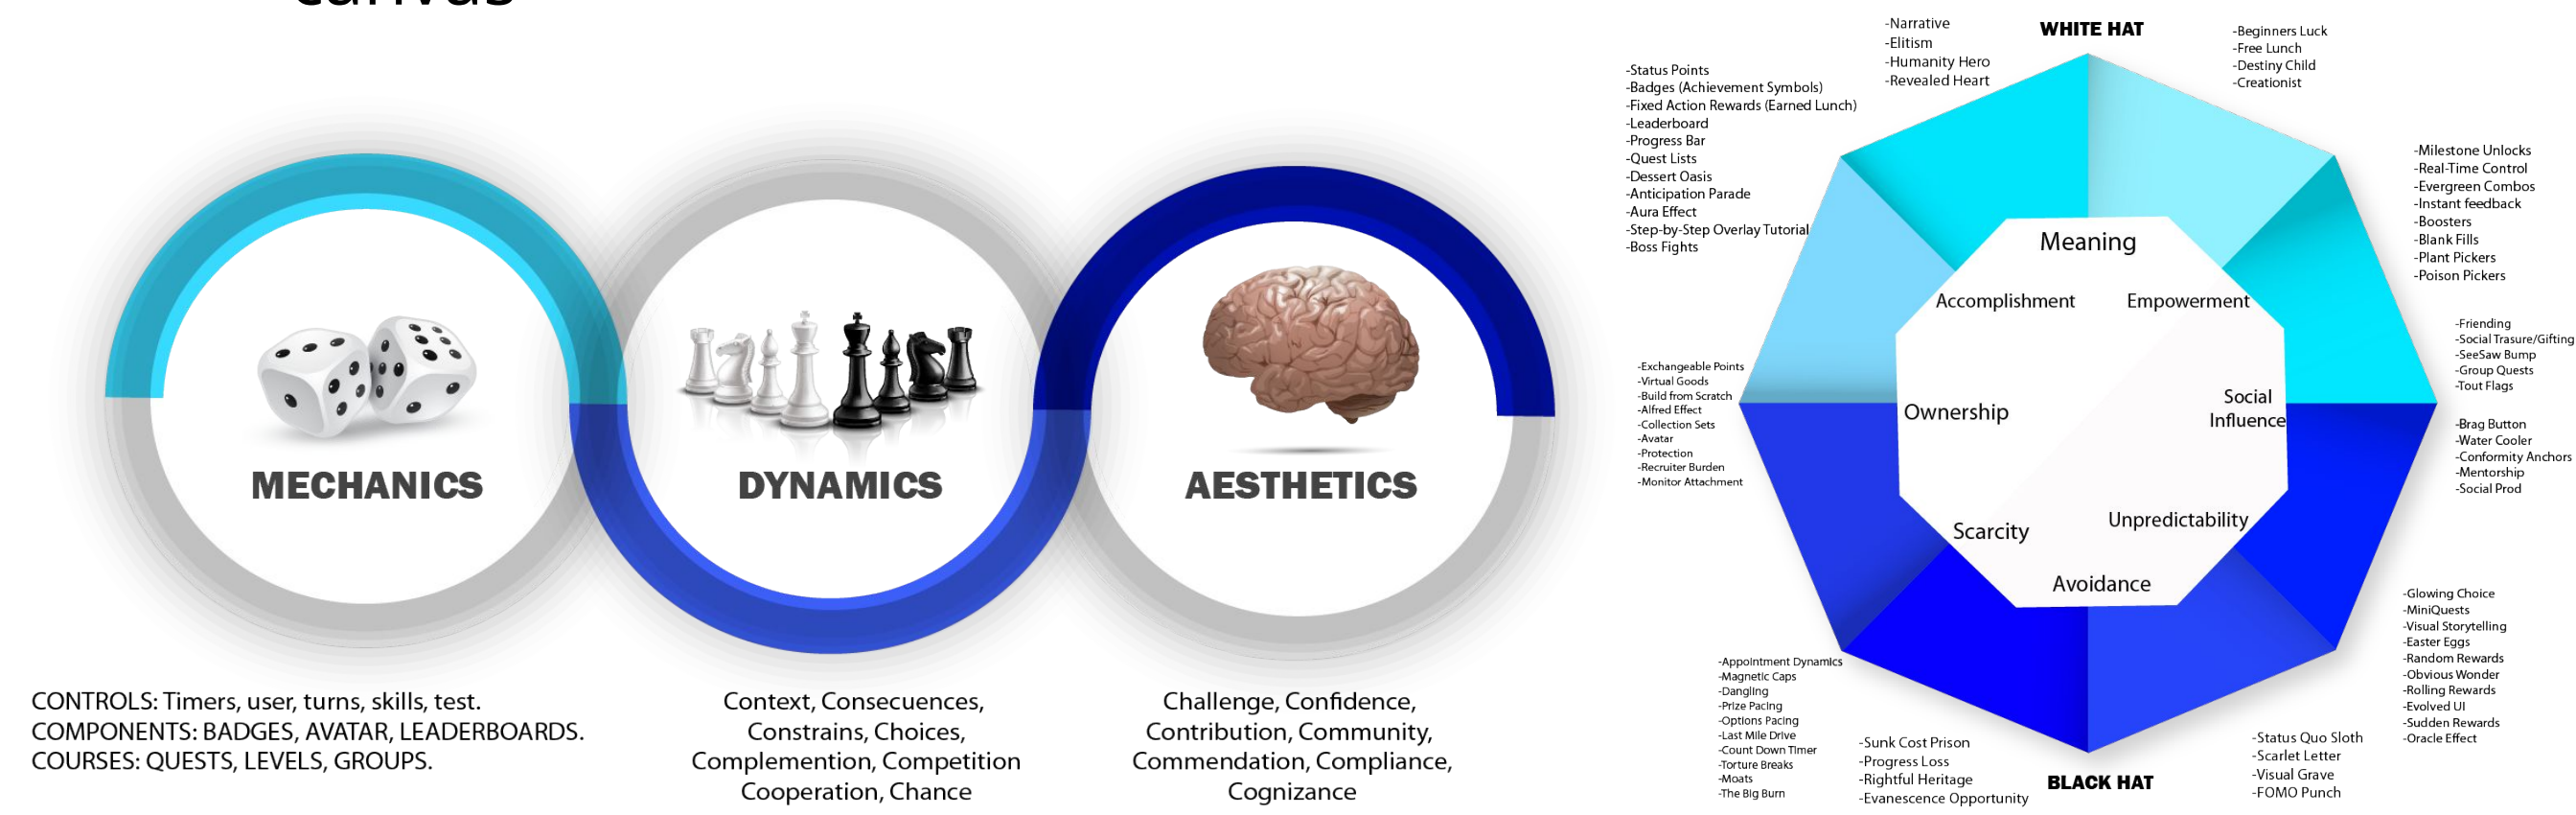 canvas
MECHANICS
CONTROLS: Timers, user, turns, skills, test.
COMPONENTS: BADGES, AVATAR, LEADERBOARDS.
COURSES: QUESTS, LEVELS, GROUPS.
DYNAMICS
Context, Consecuences,
Constrains, Choices,
Complemention, Competition
Cooperation, Chance
AESTHETICS
Challenge, Confidence,
Contribution, Community,
Commendation, Compliance,
Cognizance
WHITE HAT
-Narrative
-Elitism
-Humanity Hero
-Revealed Heart
-Beginners Luck
-Free Lunch
-Destiny Child
-Creationist
-Status Points
-Badges (Achievement Symbols)
-Fixed Action Rewards (Earned Lunch)
-Leaderboard
-Progress Bar
-Quest Lists
-Dessert Oasis
-Anticipation Parade
-Aura Effect
-Step-by-Step Overlay Tutorial
-Boss Fights
-Milestone Unlocks
-Real-Time Control
-Evergreen Combos
-Instant feedback
-Boosters
-Blank Fills
-Plant Pickers
-Poison Pickers
Meaning
Accomplishment
Empowerment
Ownership
Social
Influence
Scarcity
Unpredictability
Avoidance
-Exchangeable Points
-Virtual Goods
-Build from Scratch
-Alfred Effect
-Collection Sets
-Avatar
-Protection
-Recruiter Burden
-Monitor Attachment
-Friending
-Social Trasure/Gifting
-SeeSaw Bump
-Group Quests
-Tout Flags
-Brag Button
-Water Cooler
-Conformity Anchors
-Mentorship
-Social Prod
-Appointment Dynamics
-Magnetic Caps
-Dangling
-Prize Pacing
-Options Pacing
-Last Mile Drive
-Count Down Timer
-Torture Breaks
-Moats
-The Big Burn
-Sunk Cost Prison
-Progress Loss
-Rightful Heritage
-Evanescence Opportunity
BLACK HAT
-Status Quo Sloth
-Scarlet Letter
-Visual Grave
-FOMO Punch
-Glowing Choice
-MiniQuests
-Visual Storytelling
-Easter Eggs
-Random Rewards
-Obvious Wonder
-Rolling Rewards
-Evolved UI
-Sudden Rewards
-Oracle Effect